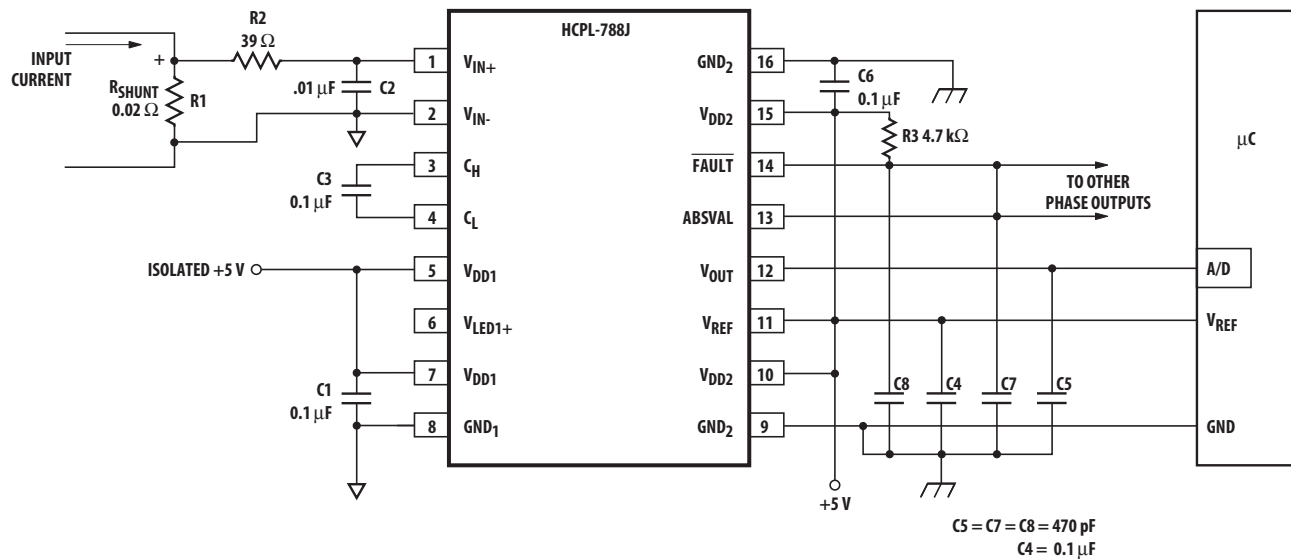 HCPL-788J
INPUT
CURRENT
+
R2
39 Ω
RSHUNT
0.02 Ω
R1
.01 μF
C2
C3
0.1 μF
ISOLATED +5 V
C1
0.1 μF
1 VIN+
2 VIN-
3 CH
4 CL
5 VDD1
6 VLED1+
7 VDD1
8 GND1
GND2 16
VDD2 15
FAULT 14
ABSVAL 13
VOUT 12
VREF 11
VDD2 10
GND2 9
C6
0.1 μF
R3 4.7 kΩ
TO OTHER
PHASE OUTPUTS
C8
C4
C7
C5
+5 V
μC
A/D
VREF
GND
C5 = C7 = C8 = 470 pF
C4 = 0.1 μF